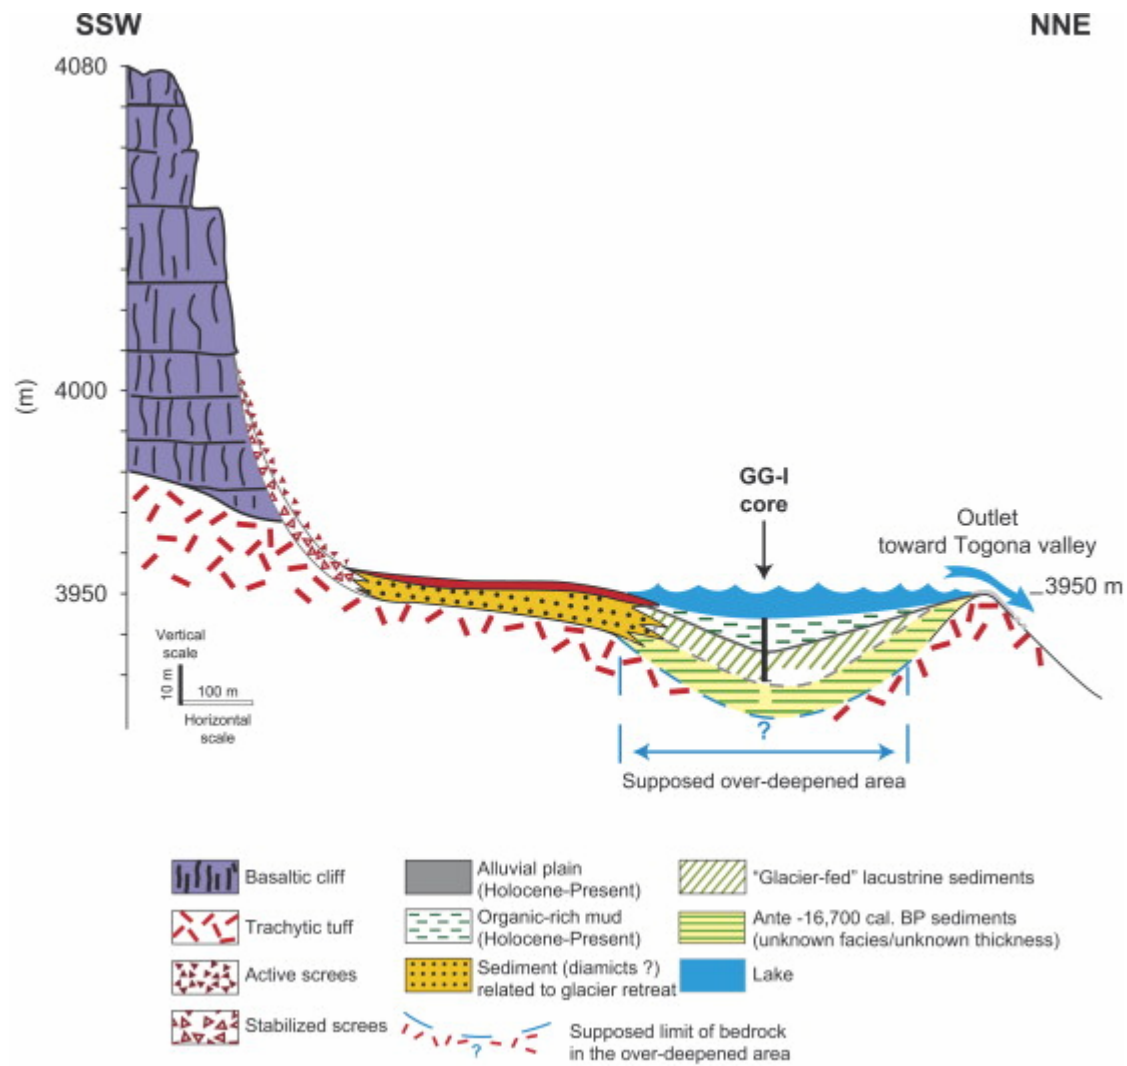 SSW
NNE
4080
4000
(m)
3950
GG-I
core
Outlet
toward Togona valley
3950 m
Vertical
scale
10 m
100 m
Horizontal
scale
?
Supposed over-deepened area
Basaltic cliff
Trachytic tuff
Active screes
Stabilized screes
Alluvial plain
(Holocene-Present)
Organic-rich mud
(Holocene-Present)
Sediment (diamicts ?)
related to glacier retreat
?
Supposed limit of bedrock
in the over-deepened area
"Glacier-fed" lacustrine sediments
Ante -16,700 cal. BP sediments
(unknown facies/unknown thickness)
Lake